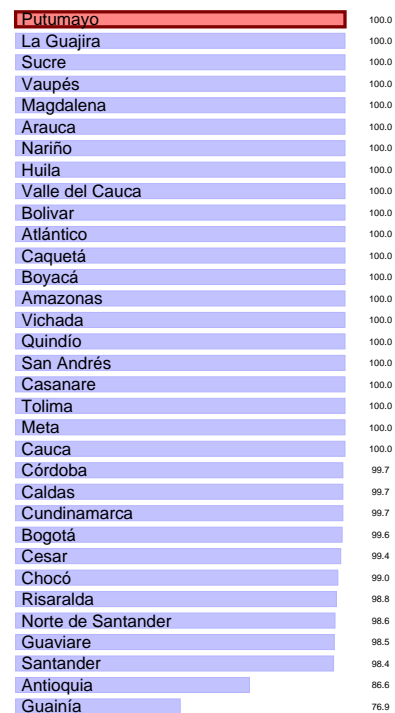 Putumayo 100.0
La Guajira 100.0
Sucre 100.0
Vaupés 100.0
Magdalena 100.0
Arauca 100.0
Nariño 100.0
Huila 100.0
Valle del Cauca 100.0
Bolivar 100.0
Atlántico 100.0
Caquetá 100.0
Boyacá 100.0
Amazonas 100.0
Vichada 100.0
Quindío 100.0
San Andrés 100.0
Casanare 100.0
Tolima 100.0
Meta 100.0
Cauca 100.0
Córdoba 99.7
Caldas 99.7
Cundinamarca 99.7
Bogotá 99.6
Cesar 99.4
Chocó 99.0
Risaralda 98.8
Norte de Santander 98.6
Guaviare 98.5
Santander 98.4
Antioquia 86.6
Guainía 76.9